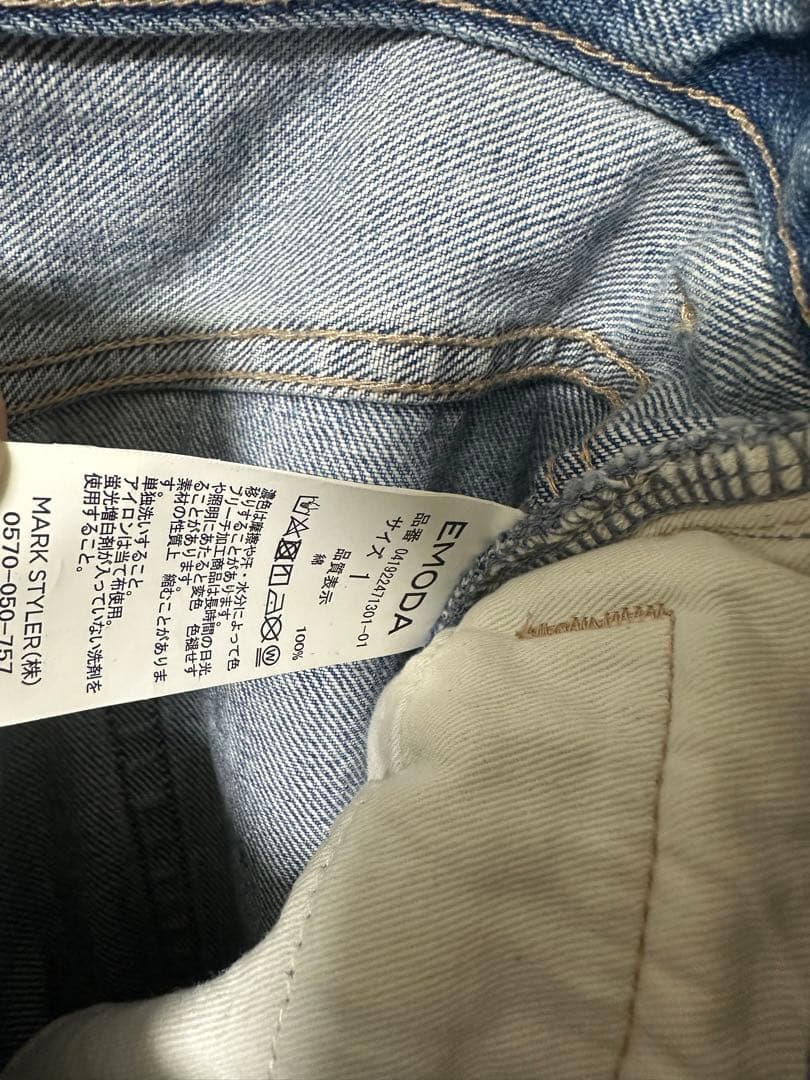 EMODA
品番 041922471301-01
サイズ 1
品質表示
綿 100%
濃色は摩擦や汗・水分によって色
移りすることがあります。
ブリーチ加工商品は長時間の日光
や照明にあたると変色 色褪せす
ることがあります。
素材の性質上 縮むことがありま
す。
単独洗いすること。
アイロンは当て布使用。
蛍光増白剤が入っていない洗剤を
使用すること。
MARK STYLER(株)
0570-050-757